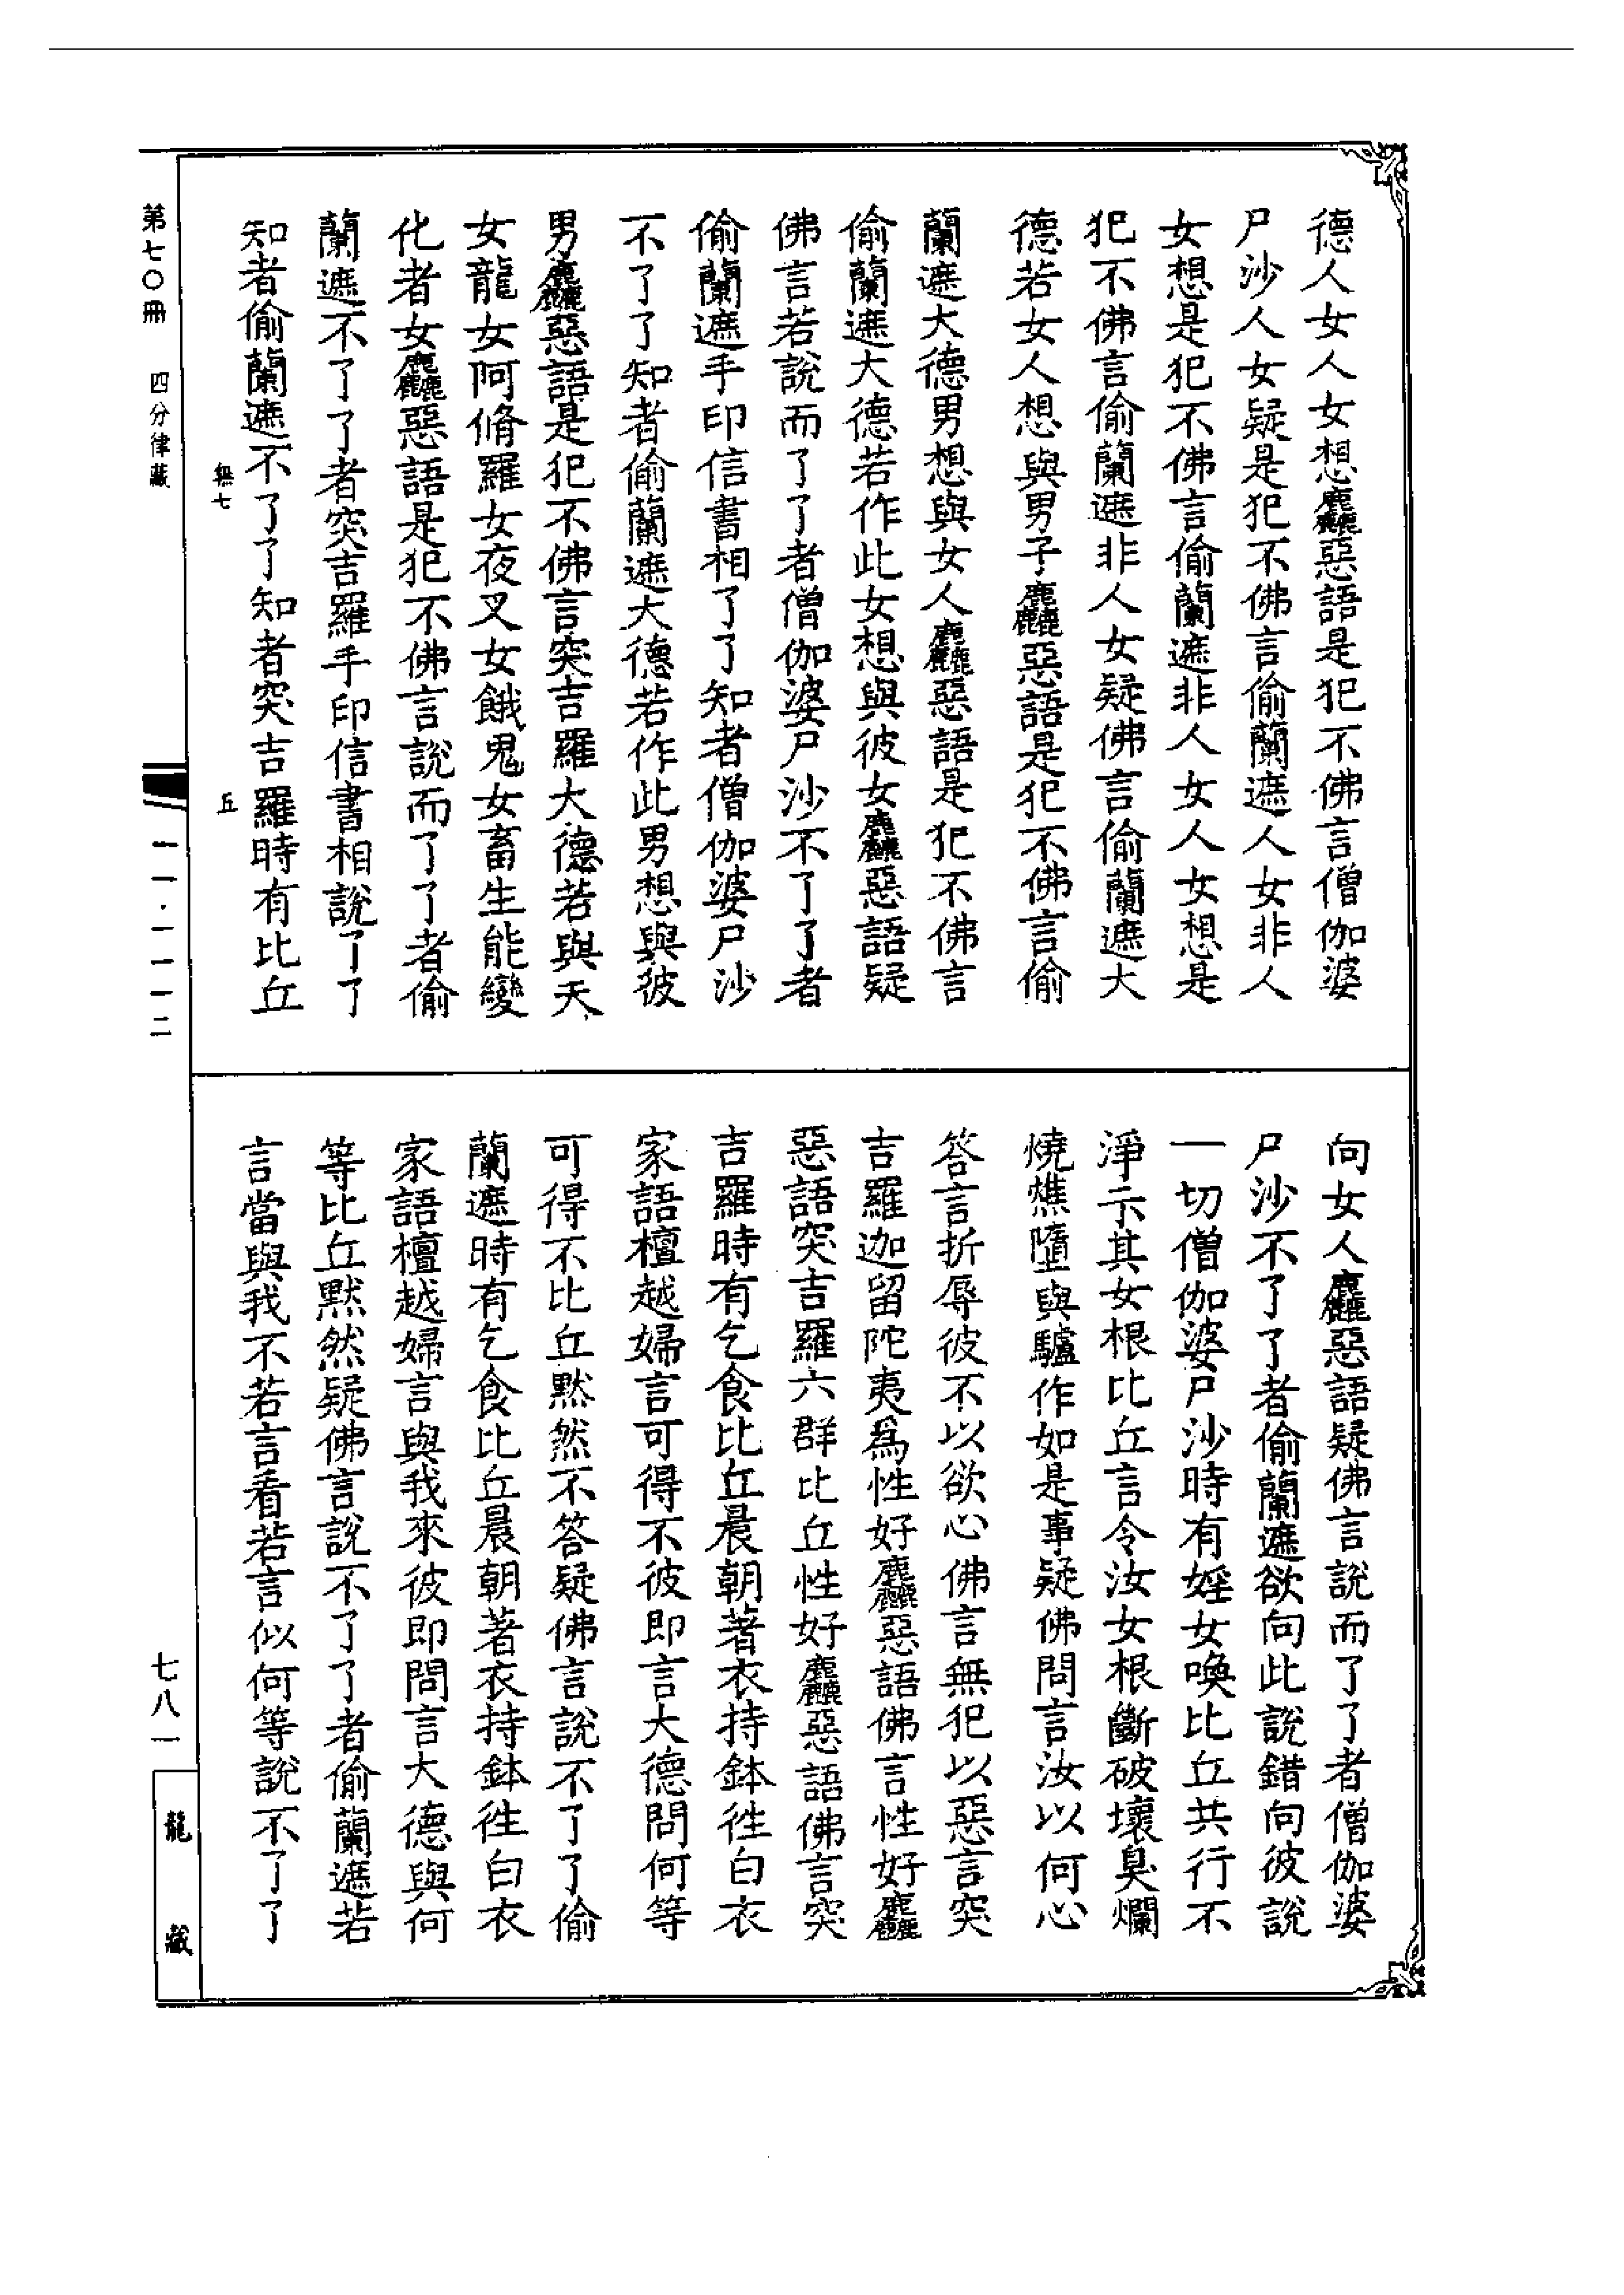 德人女人女想麤惡語是犯不佛言僧伽婆
尸沙人女疑是犯不佛言偷蘭遮人女非人
女想是犯不佛言偷蘭遮非人女人女想是
犯不佛言偷蘭遮非人女疑佛言偷蘭遮大
德若女人想與男子麤惡語是犯不佛言偷
蘭遮大德男想與女人麤惡語是犯不佛言
偷蘭遮大德若作此女想與彼女麤惡語疑
佛言若說而了了者僧伽婆尸沙不了了者
偷蘭遮手印信書相了了知者僧伽婆尸沙
不了了知者偷蘭遮大德若作此男想與彼
男麤惡語是犯不佛言突吉羅大德若與天
女龍女阿脩羅女夜叉女餓鬼女畜生能變
化者女麤惡語是犯不佛言說而了了者偷
蘭遮不了了者突吉羅手印信書相說了了
知者偷蘭遮不了了知者突吉羅時有比丘
向女人麤惡語疑佛言說而了了者僧伽婆
尸沙不了了者偷蘭遮欲向此說錯向彼說
一切僧伽婆尸沙時有婬女喚比丘共行不
淨示其女根比丘言令汝女根斷破壞臭爛
燒燋墮與驢作如是事疑佛問言汝以何心
答言折辱彼不以欲心佛言無犯以惡言突
吉羅迦留陀夷爲性好麤惡語佛言性好麤
惡語突吉羅六群比丘性好麤惡語佛言突
吉羅時有乞食比丘晨朝著衣持鉢徃白衣
家語檀越婦言可得不彼即言大德問何等
可得不比丘默然不答疑佛言說不了了偷
蘭遮時有乞食比丘晨朝著衣持鉢徃白衣
家語檀越婦言與我來彼即問言大德與何
等比丘默然疑佛言說不了了者偷蘭遮若
言當與我不若言看若言似何等說不了了
無七 五
第七〇冊 四分律藏 一一·一一一二 七八一
龍藏